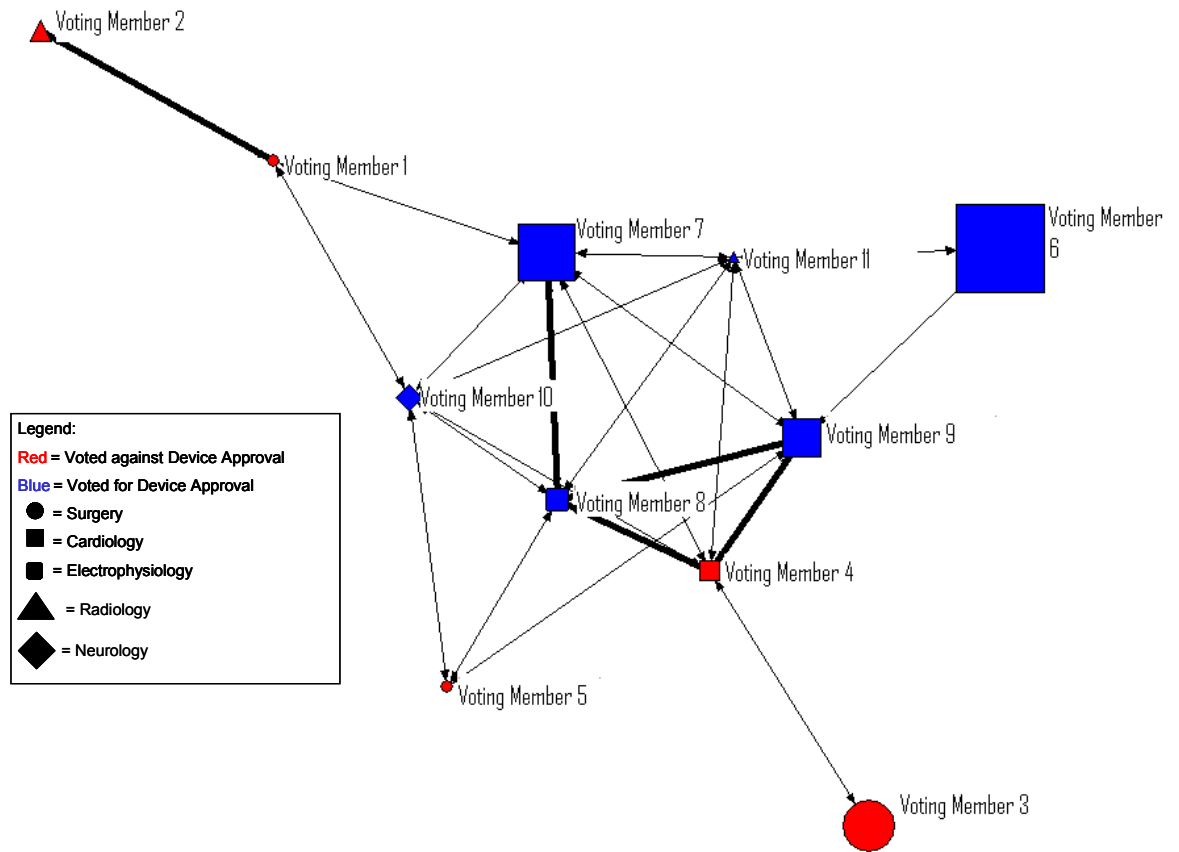 Voting Member 2
Voting Member 1
Voting Member 7
Voting Member
6
Voting Member 11
Voting Member 10
Voting Member 9
Voting Member 8
Voting Member 4
Voting Member 5
Voting Member 3
Legend:
Red = Voted against Device Approval
Blue = Voted for Device Approval
= Surgery
= Cardiology
= Electrophysiology
= Radiology
= Neurology